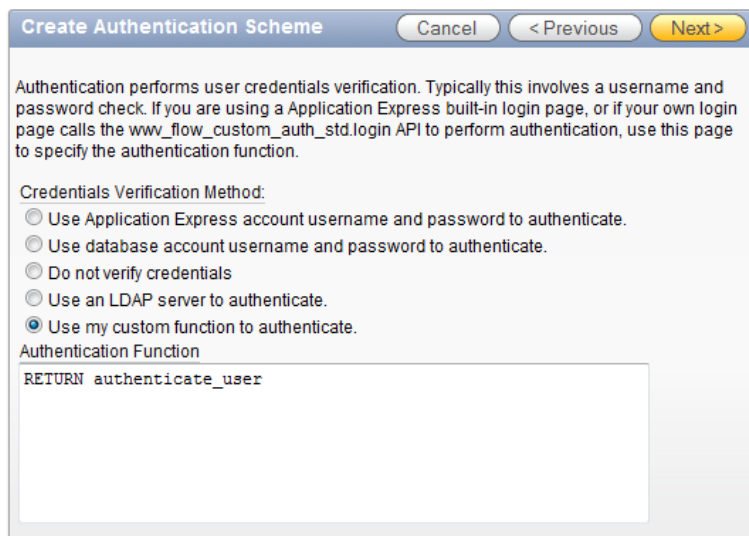 Create Authentication Scheme
Cancel
< Previous
Next >
Authentication performs user credentials verification. Typically this involves a username and
password check. If you are using a Application Express built-in login page, or if your own login
page calls the wwv_flow_custom_auth_std.login API to perform authentication, use this page
to specify the authentication function.
Credentials Verification Method:
Use Application Express account username and password to authenticate.
Use database account username and password to authenticate.
Do not verify credentials
Use an LDAP server to authenticate.
Use my custom function to authenticate.
Authentication Function
RETURN authenticate_user